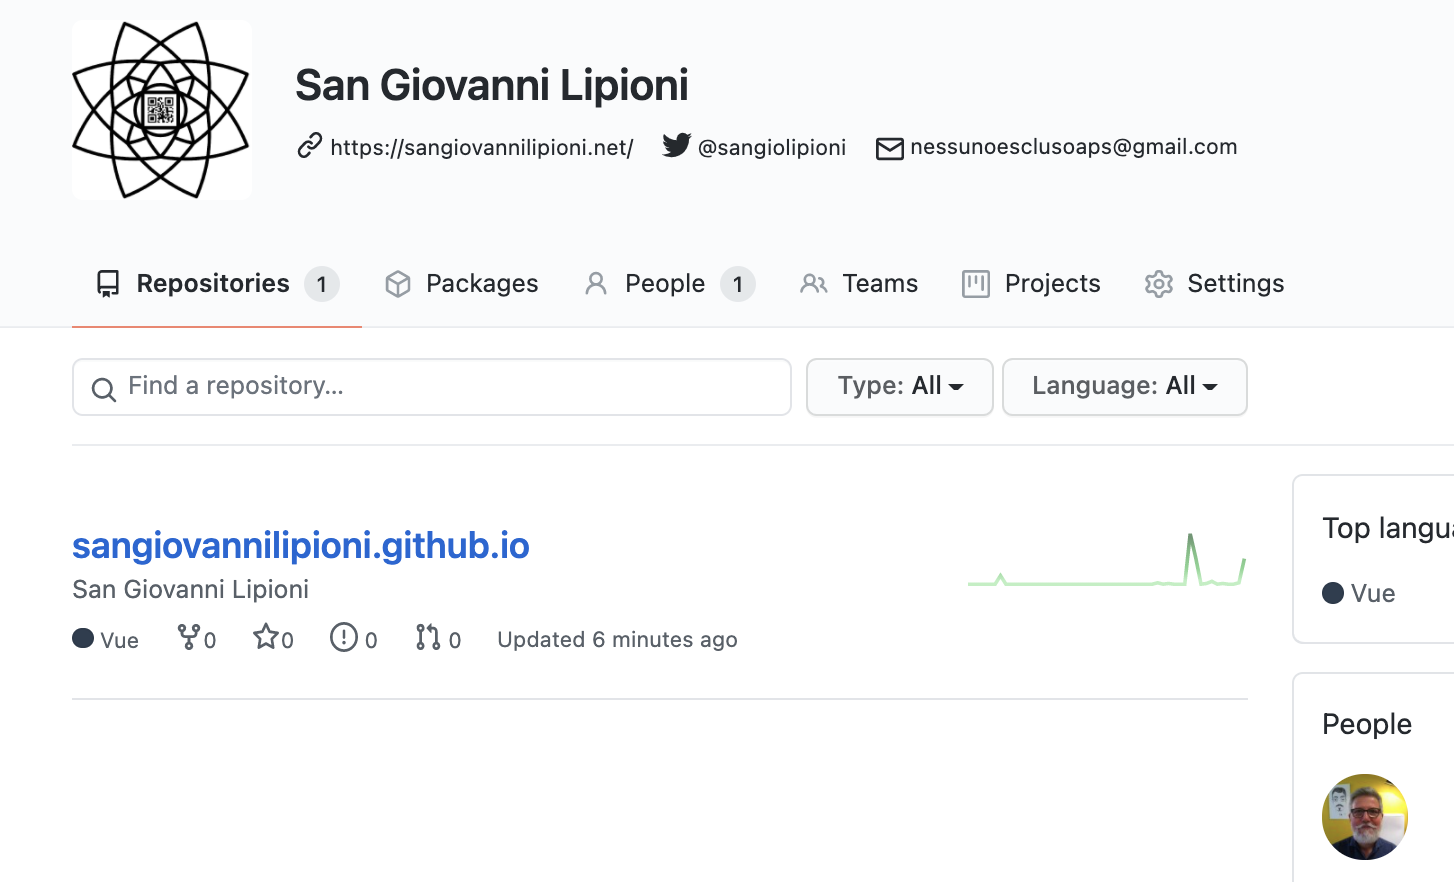 San Giovanni Lipioni
https://sangiovannilipioni.net/ @sangiolipioni nessunoesclusoaps@gmail.com
Repositories 1 Packages People 1 Teams Projects Settings
Find a repository... Type: All Language: All
sangiovannilipioni.github.io
San Giovanni Lipioni
Vue 0 0 0 0 Updated 6 minutes ago
Top langua
Vue
People